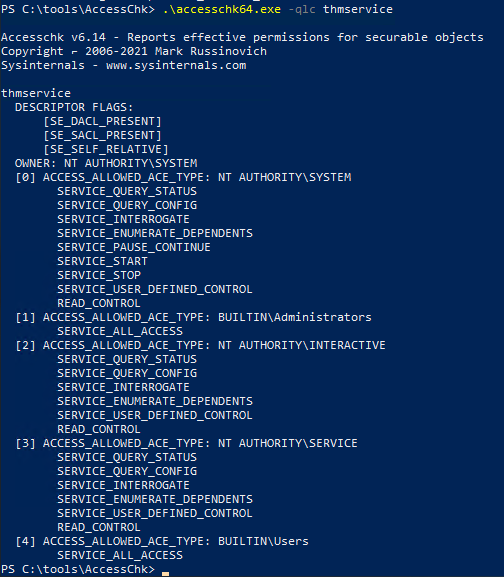 PS C:\tools\AccessChk> .\accesschk64.exe -qlc thmservice
Accesschk v6.14 - Reports effective permissions for securable objects
Copyright ⌐ 2006-2021 Mark Russinovich
Sysinternals - www.sysinternals.com
thmservice
DESCRIPTOR FLAGS:
[SE_DACL_PRESENT]
[SE_SACL_PRESENT]
[SE_SELF_RELATIVE]
OWNER: NT AUTHORITY\SYSTEM
[0] ACCESS_ALLOWED_ACE_TYPE: NT AUTHORITY\SYSTEM
SERVICE_QUERY_STATUS
SERVICE_QUERY_CONFIG
SERVICE_INTERROGATE
SERVICE_ENUMERATE_DEPENDENTS
SERVICE_PAUSE_CONTINUE
SERVICE_START
SERVICE_STOP
SERVICE_USER_DEFINED_CONTROL
READ_CONTROL
[1] ACCESS_ALLOWED_ACE_TYPE: BUILTIN\Administrators
SERVICE_ALL_ACCESS
[2] ACCESS_ALLOWED_ACE_TYPE: NT AUTHORITY\INTERACTIVE
SERVICE_QUERY_STATUS
SERVICE_QUERY_CONFIG
SERVICE_INTERROGATE
SERVICE_ENUMERATE_DEPENDENTS
SERVICE_USER_DEFINED_CONTROL
READ_CONTROL
[3] ACCESS_ALLOWED_ACE_TYPE: NT AUTHORITY\SERVICE
SERVICE_QUERY_STATUS
SERVICE_QUERY_CONFIG
SERVICE_INTERROGATE
SERVICE_ENUMERATE_DEPENDENTS
SERVICE_USER_DEFINED_CONTROL
READ_CONTROL
[4] ACCESS_ALLOWED_ACE_TYPE: BUILTIN\Users
SERVICE_ALL_ACCESS
PS C:\tools\AccessChk> _